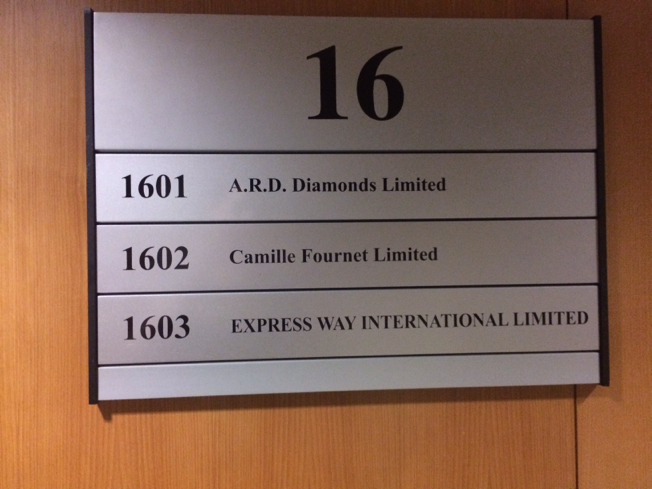 16
1601 A.R.D. Diamonds Limited
1602 Camille Fournet Limited
1603 EXPRESS WAY INTERNATIONAL LIMITED